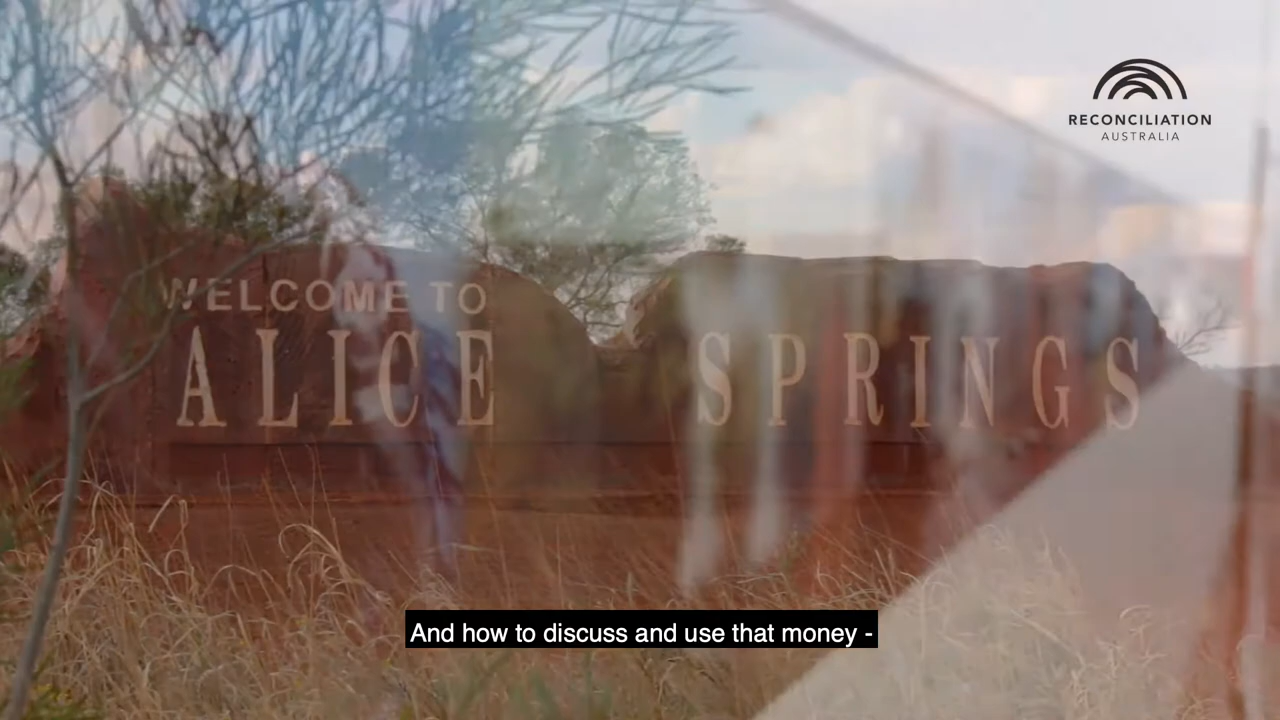 RECONCILIATION
AUSTRALIA
WELCOME TO
ALICE SPRINGS
And how to discuss and use that money -